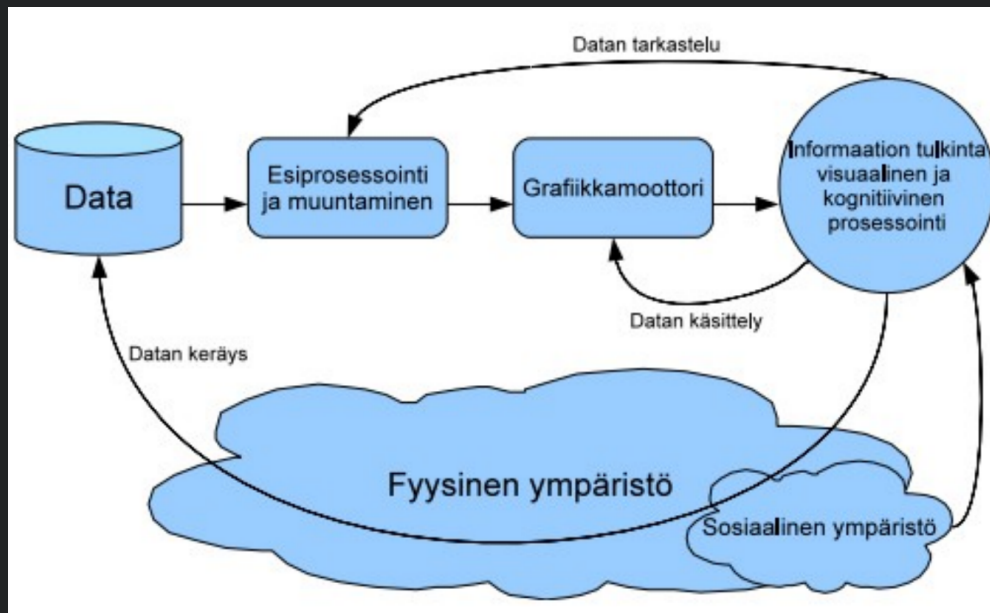 Datan tarkastelu
Data
Esiprosessointi
ja muuntaminen
Grafiikkamoottori
Informaation tulkinta
visuaalinen ja
kognitiivinen
prosessointi
Datan käsittely
Datan keräys
Fyysinen ympäristö
Sosiaalinen ympäristö